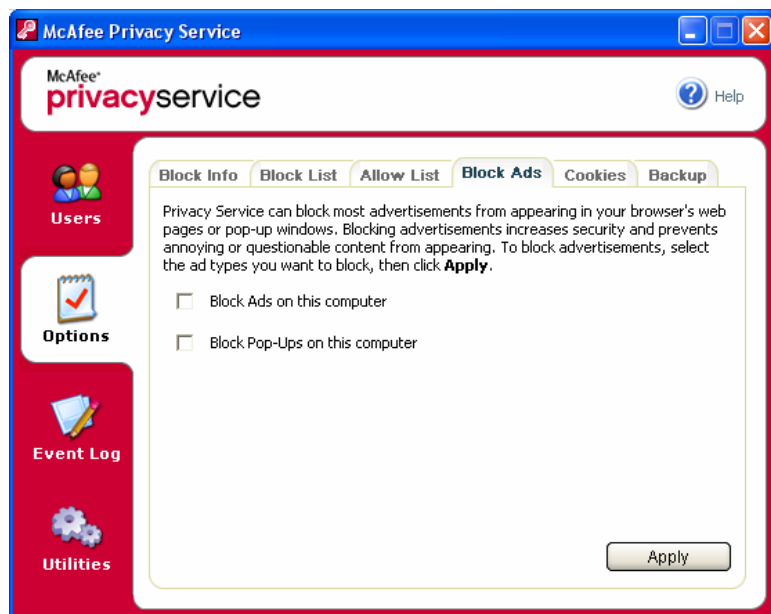 McAfee Privacy Service
McAfee®
privacyservice
Help
Users
Options
Event Log
Utilities
Block Info
Block List
Allow List
Block Ads
Cookies
Backup
Privacy Service can block most advertisements from appearing in your browser's web
pages or pop-up windows. Blocking advertisements increases security and prevents
annoying or questionable content from appearing. To block advertisements, select
the ad types you want to block, then click Apply.
Block Ads on this computer
Block Pop-Ups on this computer
Apply